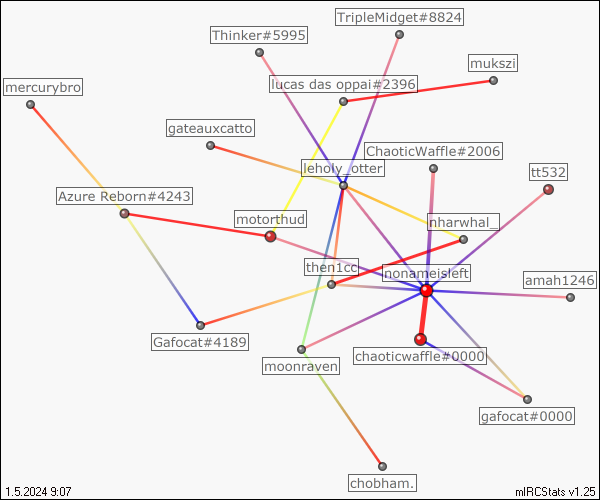 TripleMidget#8824
Thinker#5995
mukszi
mercurybro
lucas das oppai#2396
gateauxcatto
ChaoticWaffle#2006
leholy_otter
tt532
Azure Reborn#4243
motorthud
nharwhal_
then1cc
nonameisleft
amah1246
Gafocat#4189
moonraven
chaoticwaffle#0000
gafocat#0000
chobham.
1.5.2024 9:07
mIRCStats v1.25